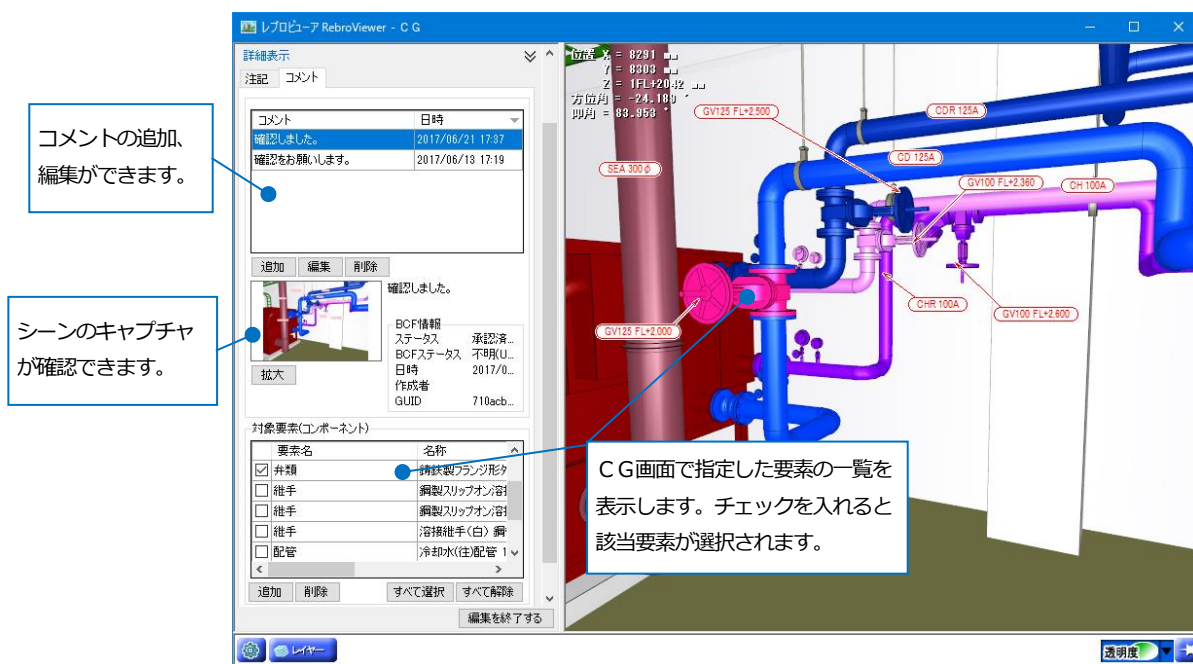 レブロビューア RebroViewer - ＣＧ
詳細表示
注記 コメント
コメント 日時
確認しました。 2017/06/21 17:37
確認をお願いします。 2017/06/13 17:19
追加 編集 削除
確認しました。
拡大
BCF情報
ステータス 承認済...
BCFステータス 不明(U...
日時 2017/0...
作成者
GUID 710acb...
対象要素(コンポーネント)
要素名 名称
弁類 鋳鉄製フランジ形タ
継手 鋼製スリップオン溶接
継手 鋼製スリップオン溶接
継手 溶接継手(白) 鋼
配管 冷却水(往)配管 1
追加 削除 すべて選択 すべて解除
編集を終了する
レイヤー
コメントの追加、
編集ができます。
シーンのキャプチャ
が確認できます。
位置 X = 8291 mm
Y = 8303 mm
Z = 1FL+2042 mm
方位角 = -24.180 °
= 83.953 °
GV125 FL+2,500
CDR 125A
CD 125A
SEA 300φ
GV100 FL+2,360
CH 100A
CHR 100A
GV100 FL+2,600
GV125 FL+2,000
ＣＧ画面で指定した要素の一覧を
表示します。チェックを入れると
該当要素が選択されます。
透明度